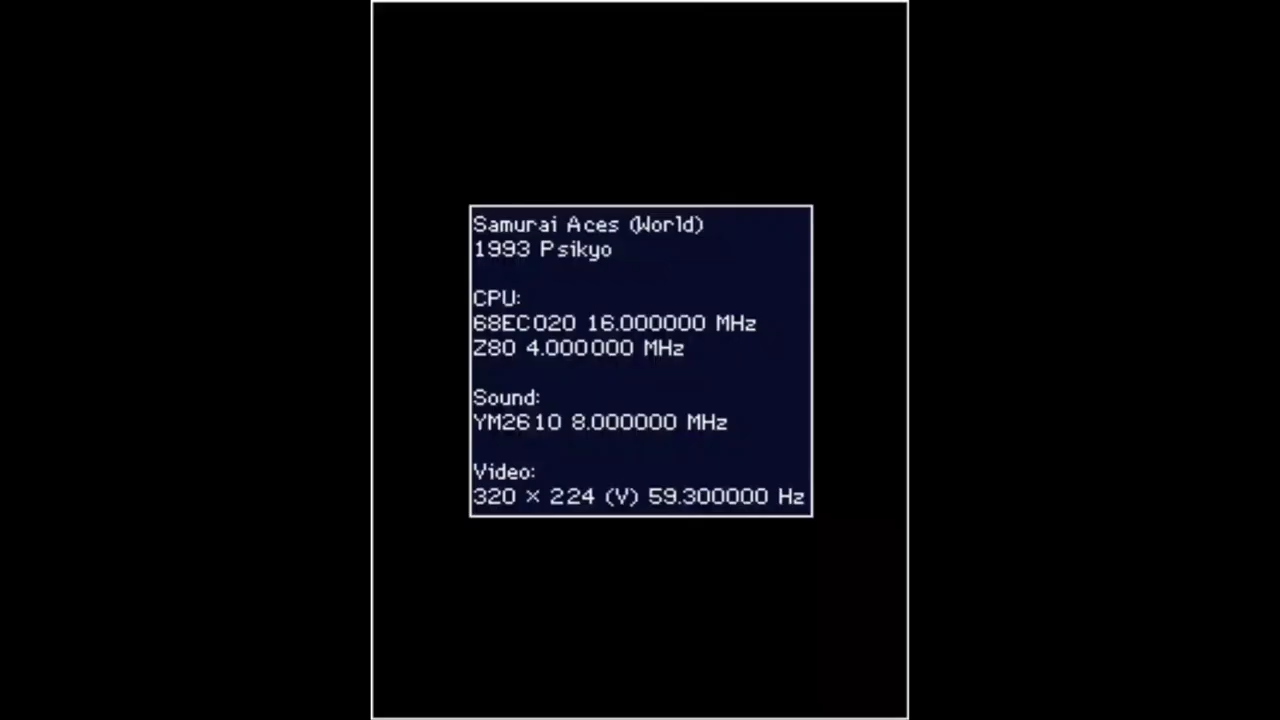 Samurai Aces (World)
1993 Psikyo
CPU:
68EC020 16.000000 MHz
Z80 4.000000 MHz
Sound:
YM2610 8.000000 MHz
Video:
320 × 224 (V) 59.300000 Hz